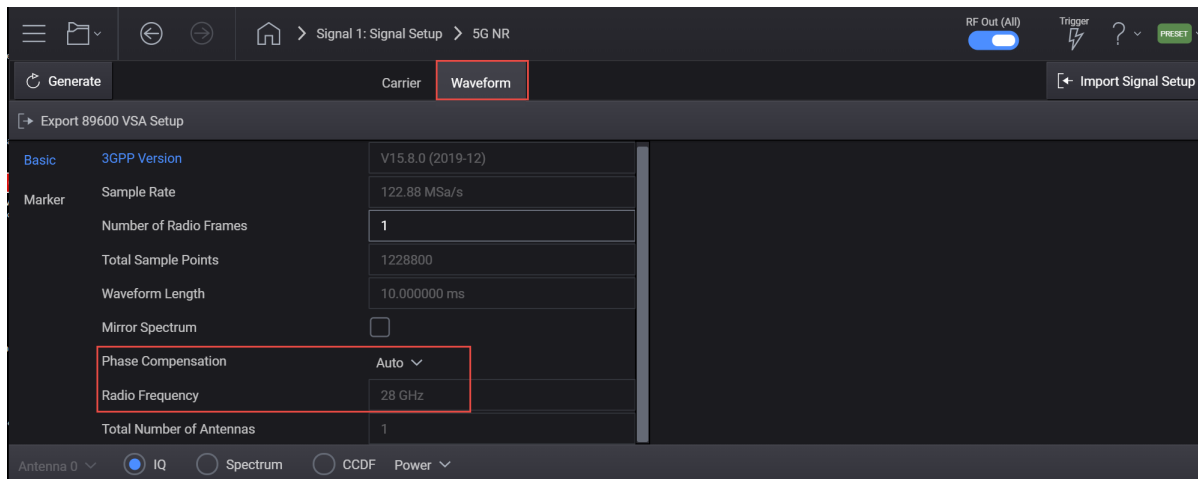 Signal 1: Signal Setup > 5G NR
RF Out (All)
Trigger
?
PRESET
Generate
Carrier
Waveform
Import Signal Setup
Export 89600 VSA Setup
Basic
Marker
3GPP Version V15.8.0 (2019-12)
Sample Rate 122.88 MSa/s
Number of Radio Frames 1
Total Sample Points 1228800
Waveform Length 10.000000 ms
Mirror Spectrum
Phase Compensation Auto
Radio Frequency 28 GHz
Total Number of Antennas 1
Antenna 0 IQ Spectrum CCDF Power